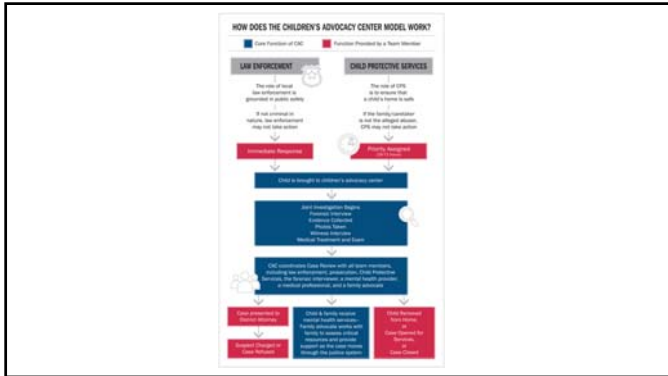 HOW DOES THE CHILDREN'S ADVOCACY CENTER MODEL WORK?
Core Function of CAC
Function Provided by a Team Member
LAW ENFORCEMENT
The role of local
law enforcement is
grounded in public safety
If not criminal in
nature, law enforcement
may not take action
Immediate Response
CHILD PROTECTIVE SERVICES
The role of CPS
is to ensure that
a child's home is safe
If the family/caretaker
is not the alleged abuser,
CPS may not take action
Priority Assigned
Child is brought to children's advocacy center
Joint Investigation Begins
Forensic Interview
Evidence Collected
Photos Taken
Witness Interview
Medical Treatment and Exam
CAC coordinates Case Review with all team members,
including law enforcement, prosecution, Child Protective
Services, the forensic interviewer, a mental health provider,
a medical professional, and a family advocate
Case presented to
District Attorney
Suspect Charged or
Case Refused
Child & family receive
mental health services—
Family advocate works with
family to assess critical
resources and provide
support as the case moves
through the justice system
Child Removed
from Home,
or
Case Opened for
Services,
or
Case Closed